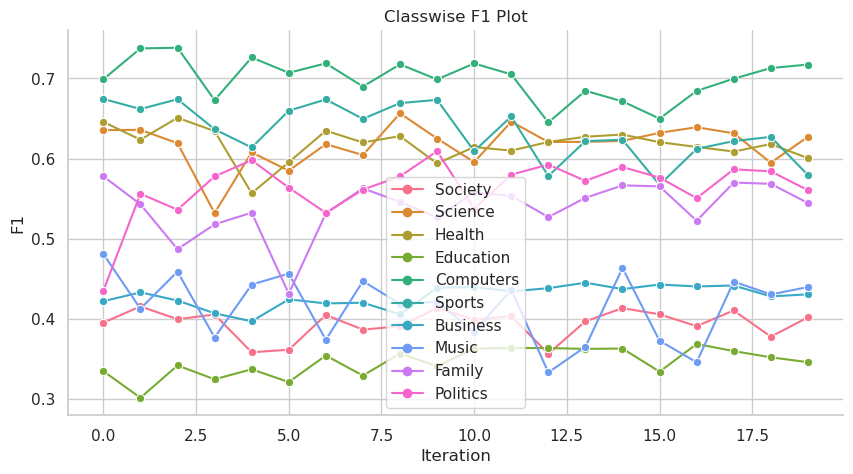 Classwise F1 Plot
F1
0.7
0.6
0.5
0.4
0.3
Society
Science
Health
Education
Computers
Sports
Business
Music
Family
Politics
0.0 2.5 5.0 7.5 10.0 12.5 15.0 17.5
Iteration